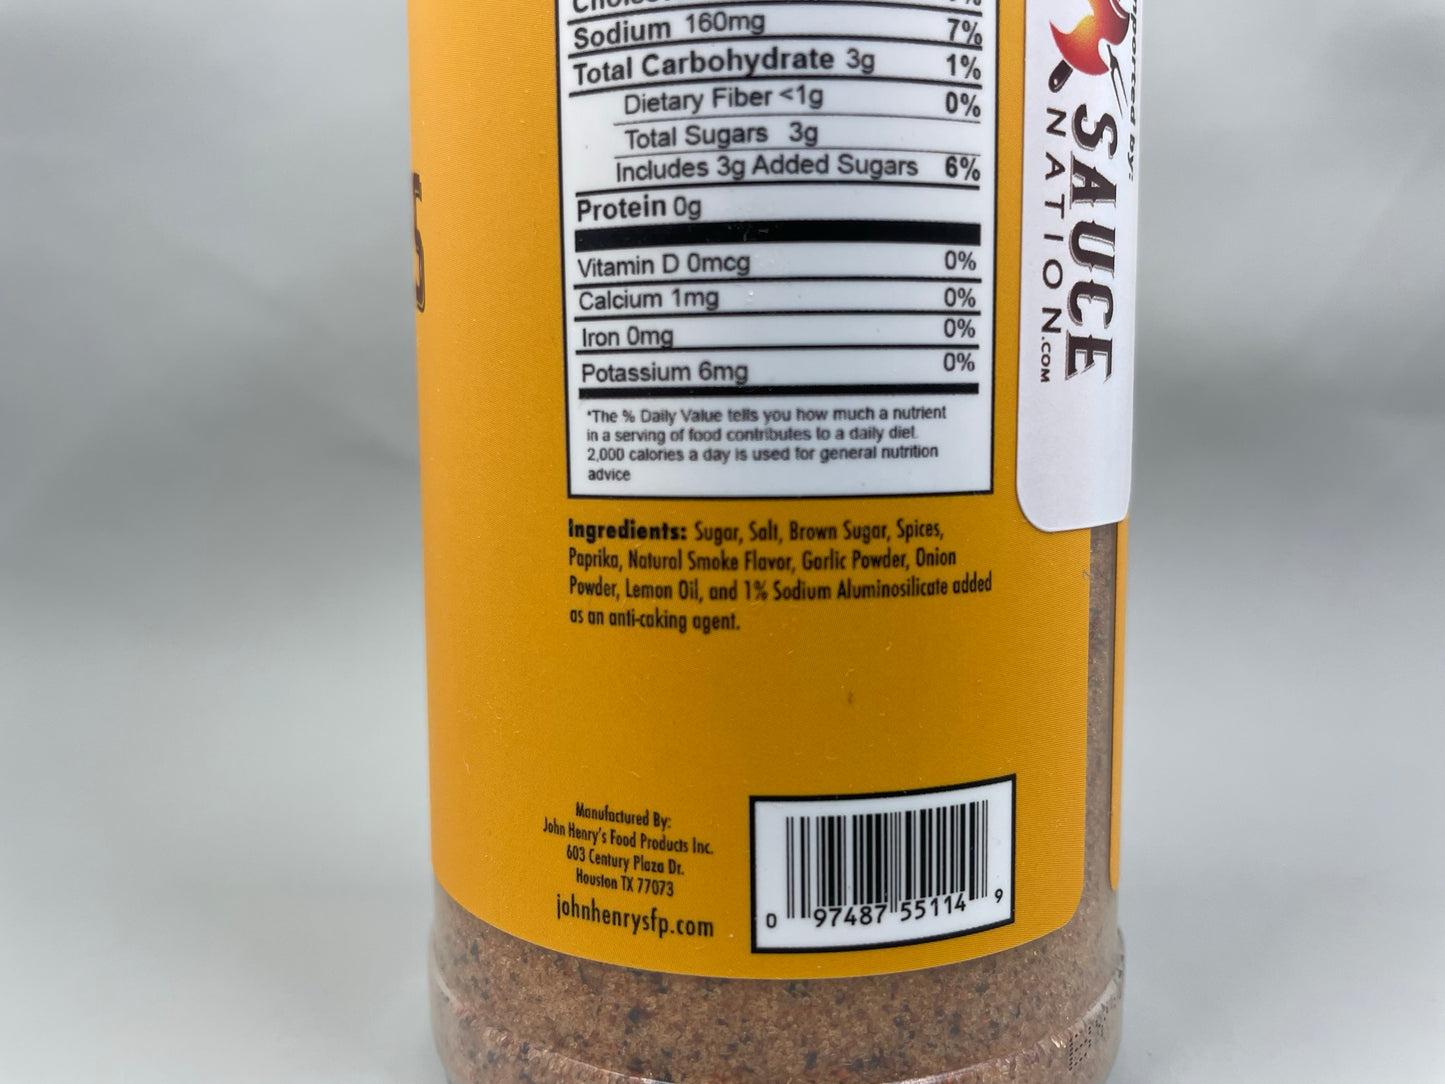 Sodium 160mg 7%
Total Carbohydrate 3g 1%
Dietary Fiber <1g 0%
Total Sugars 3g
Includes 3g Added Sugars 6%
Protein 0g
Vitamin D 0mcg 0%
Calcium 1mg 0%
Iron 0mg 0%
Potassium 6mg 0%
*The % Daily Value tells you how much a nutrient
in a serving of food contributes to a daily diet.
2,000 calories a day is used for general nutrition
advice
Ingredients: Sugar, Salt, Brown Sugar, Spices,
Paprika, Natural Smoke Flavor, Garlic Powder, Onion
Powder, Lemon Oil, and 1% Sodium Aluminosilicate added
as an anti-caking agent.
Manufactured By:
John Henry's Food Products Inc.
603 Century Plaza Dr.
Houston TX 77073
johnhenrysfp.com
0 97487 55114 9
by:
SAUCE
NATION.COM